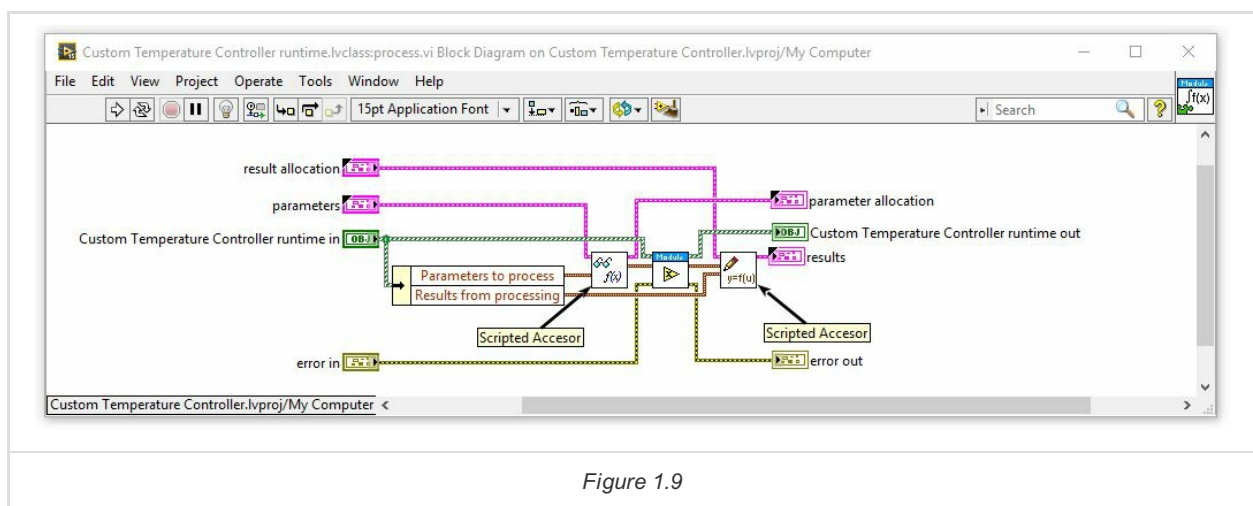 Custom Temperature Controller runtime.lvclass:process.vi Block Diagram on Custom Temperature Controller.lvproj/My Computer
File Edit View Project Operate Tools Window Help
15pt Application Font
Search
Module
∫f(x)
result allocation
parameters
parameter allocation
Custom Temperature Controller runtime in
OBJ
OBJ
Custom Temperature Controller runtime out
results
Parameters to process
Results from processing
f(x)
Module
y=f(u)
Scripted Accesor
Scripted Accesor
error in
error out
Custom Temperature Controller.lvproj/My Computer
Figure 1.9